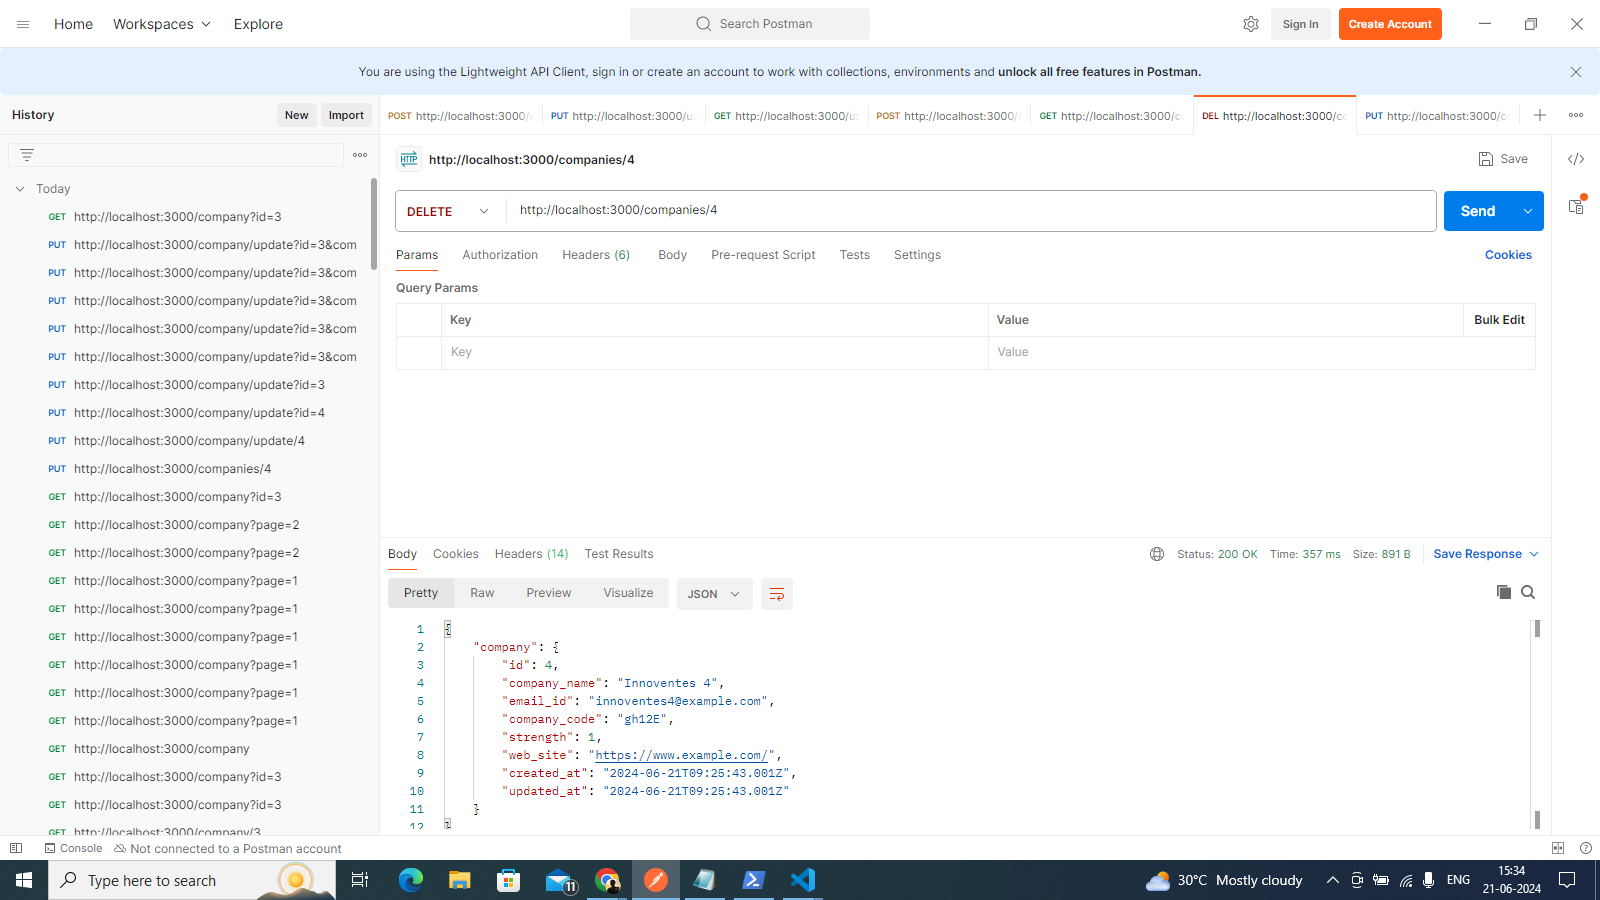 Home Workspaces Explore
Search Postman
Sign In Create Account
You are using the Lightweight API Client, sign in or create an account to work with collections, environments and unlock all free features in Postman.
History New Import
POST http://localhost:3000/ PUT http://localhost:3000/us GET http://localhost:3000/us POST http://localhost:3000/ GET http://localhost:3000/c DEL http://localhost:3000/co PUT http://localhost:3000/c
HTTP http://localhost:3000/companies/4 Save
DELETE http://localhost:3000/companies/4 Send
Params Authorization Headers (6) Body Pre-request Script Tests Settings Cookies
Query Params
Key Value Bulk Edit
Key Value
Today
GET http://localhost:3000/company?id=3
PUT http://localhost:3000/company/update?id=3&com
PUT http://localhost:3000/company/update?id=3&com
PUT http://localhost:3000/company/update?id=3&com
PUT http://localhost:3000/company/update?id=3&com
PUT http://localhost:3000/company/update?id=3&com
PUT http://localhost:3000/company/update?id=3
PUT http://localhost:3000/company/update?id=4
PUT http://localhost:3000/company/update/4
PUT http://localhost:3000/companies/4
GET http://localhost:3000/company?id=3
GET http://localhost:3000/company?page=2
GET http://localhost:3000/company?page=2
GET http://localhost:3000/company?page=1
GET http://localhost:3000/company?page=1
GET http://localhost:3000/company?page=1
GET http://localhost:3000/company?page=1
GET http://localhost:3000/company?page=1
GET http://localhost:3000/company?page=1
GET http://localhost:3000/company
GET http://localhost:3000/company?id=3
GET http://localhost:3000/company?id=3
GET http://localhost:3000/company/3
Body Cookies Headers (14) Test Results Status: 200 OK Time: 357 ms Size: 891 B Save Response
Pretty Raw Preview Visualize JSON
1 {
2 "company": {
3 "id": 4,
4 "company_name": "Innoventes 4",
5 "email_id": "innoventes4@example.com",
6 "company_code": "gh12E",
7 "strength": 1,
8 "web_site": "https://www.example.com/",
9 "created_at": "2024-06-21T09:25:43.001Z",
10 "updated_at": "2024-06-21T09:25:43.001Z"
11 }
12 }
Console Not connected to a Postman account
Type here to search 11 30°C Mostly cloudy ENG 15:34
21-06-2024